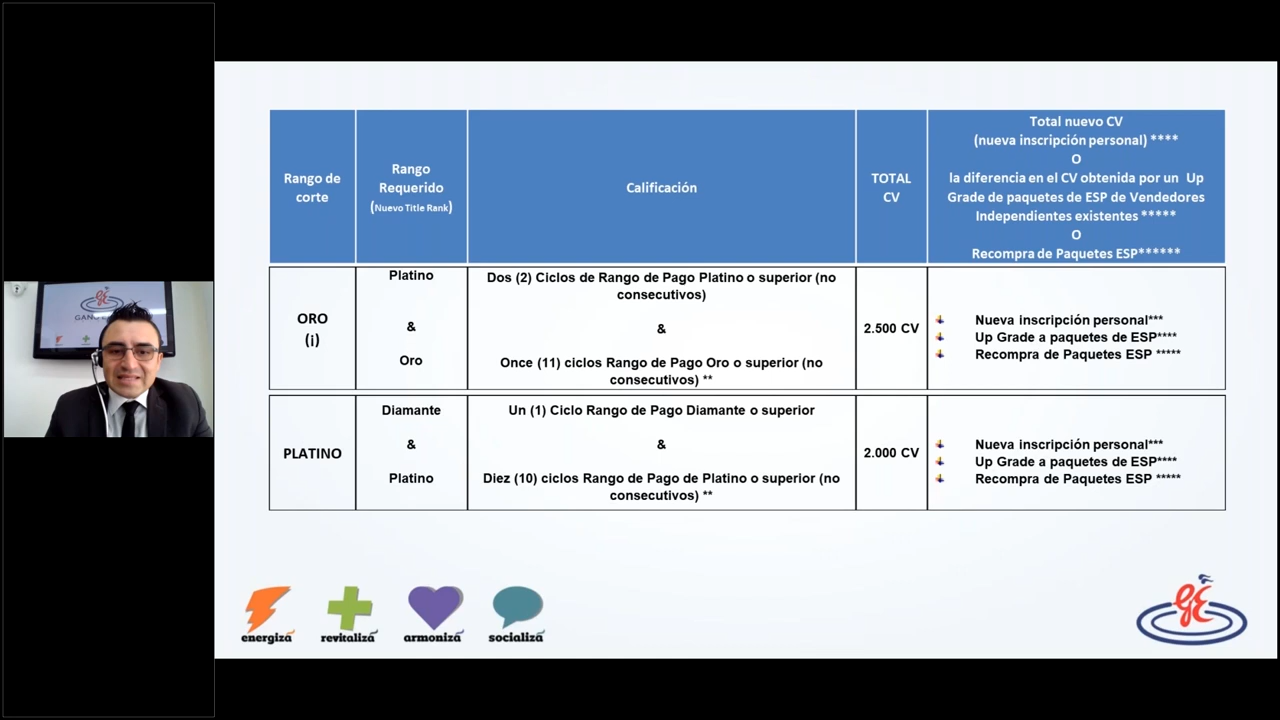 Rango de
corte
Rango
Requerido
(Nuevo Title Rank)
Calificación
TOTAL
CV
Total nuevo CV
(nueva inscripción personal) ****
O
la diferencia en el CV obtenida por un Up
Grade de paquetes de ESP de Vendedores
Independientes existentes *****
O
Recompra de Paquetes ESP******
ORO
(i)
Platino
&
Oro
Dos (2) Ciclos de Rango de Pago Platino o superior (no
consecutivos)
&
Once (11) ciclos Rango de Pago Oro o superior (no
consecutivos) **
2.500 CV
Nueva inscripción personal***
Up Grade a paquetes de ESP****
Recompra de Paquetes ESP *****
PLATINO
Diamante
&
Platino
Un (1) Ciclo Rango de Pago Diamante o superior
&
Diez (10) ciclos Rango de Pago de Platino o superior (no
consecutivos) **
2.000 CV
Nueva inscripción personal***
Up Grade a paquetes de ESP****
Recompra de Paquetes ESP *****
energizá
revitalizá
armonizá
socializá
GE